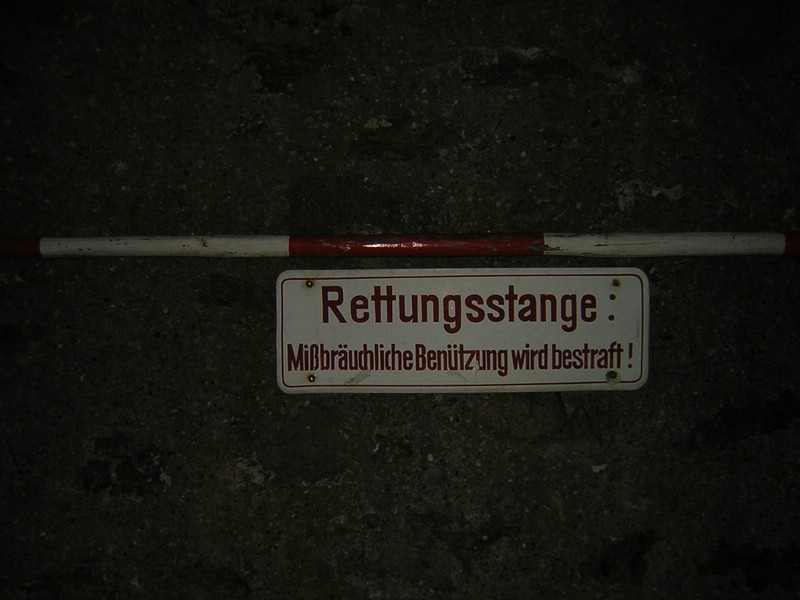 Rettungsstange :
Mißbräuchliche Benützung wird bestraft !